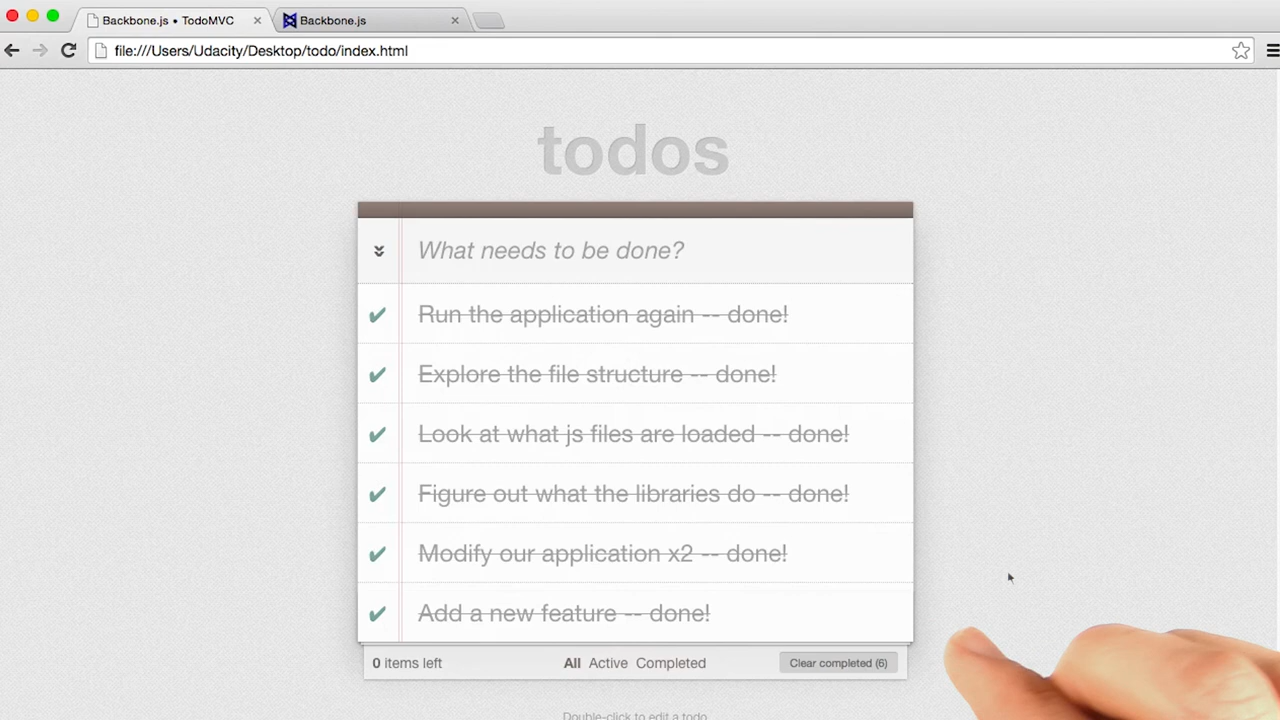 Backbone.js • TodoMVC
Backbone.js
file:///Users/Udacity/Desktop/todo/index.html
todos
What needs to be done?
Run the application again -- done!
Explore the file structure -- done!
Look at what js files are loaded -- done!
Figure out what the libraries do -- done!
Modify our application x2 -- done!
Add a new feature -- done!
0 items left
All Active Completed
Clear completed (6)
Double-click to edit a todo